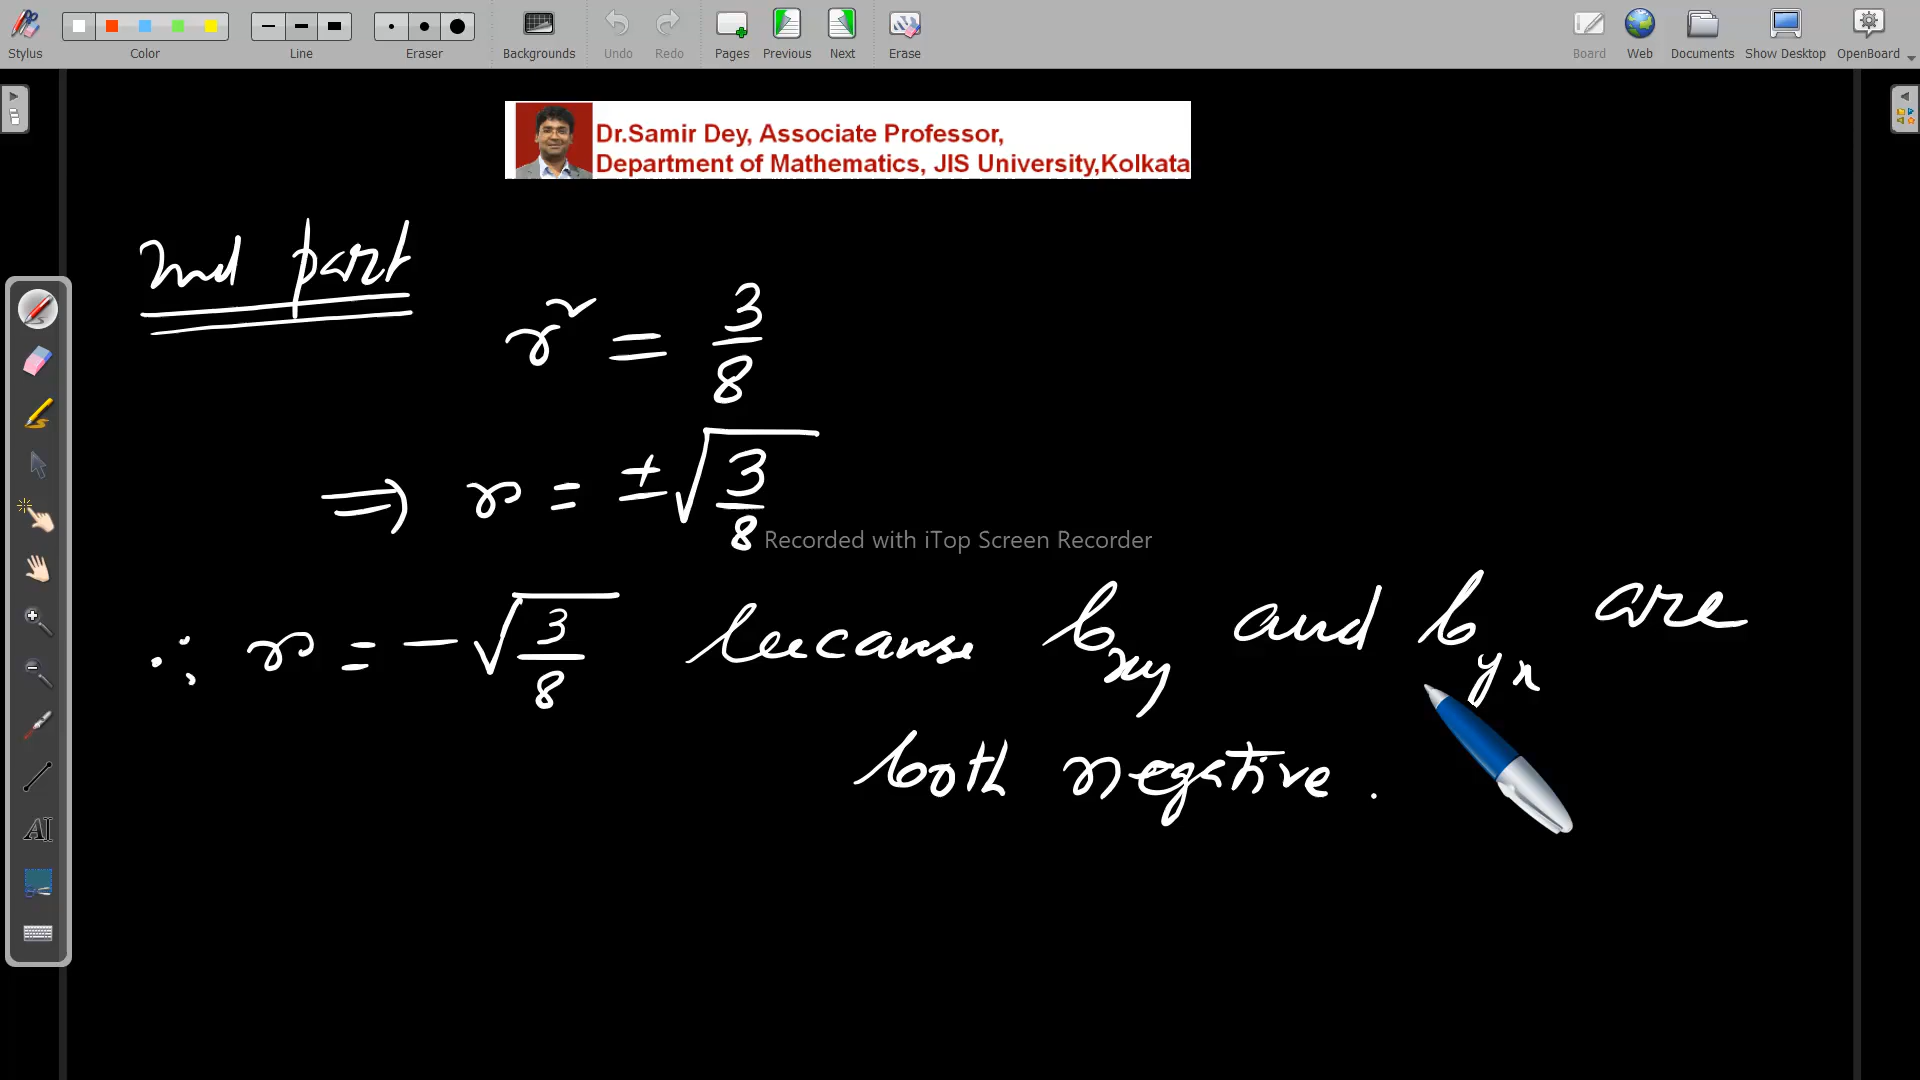 Stylus Color Line Eraser Backgrounds Undo Redo Pages Previous Next Erase Board Web Documents Show Desktop OpenBoard
Dr.Samir Dey, Associate Professor,
Department of Mathematics, JIS University,Kolkata
2nd part
r² = 3/8
⇒ r = ±√(3/8)
Recorded with iTop Screen Recorder
∴ r = -√(3/8) because b_xy and b_yx are
both negative.